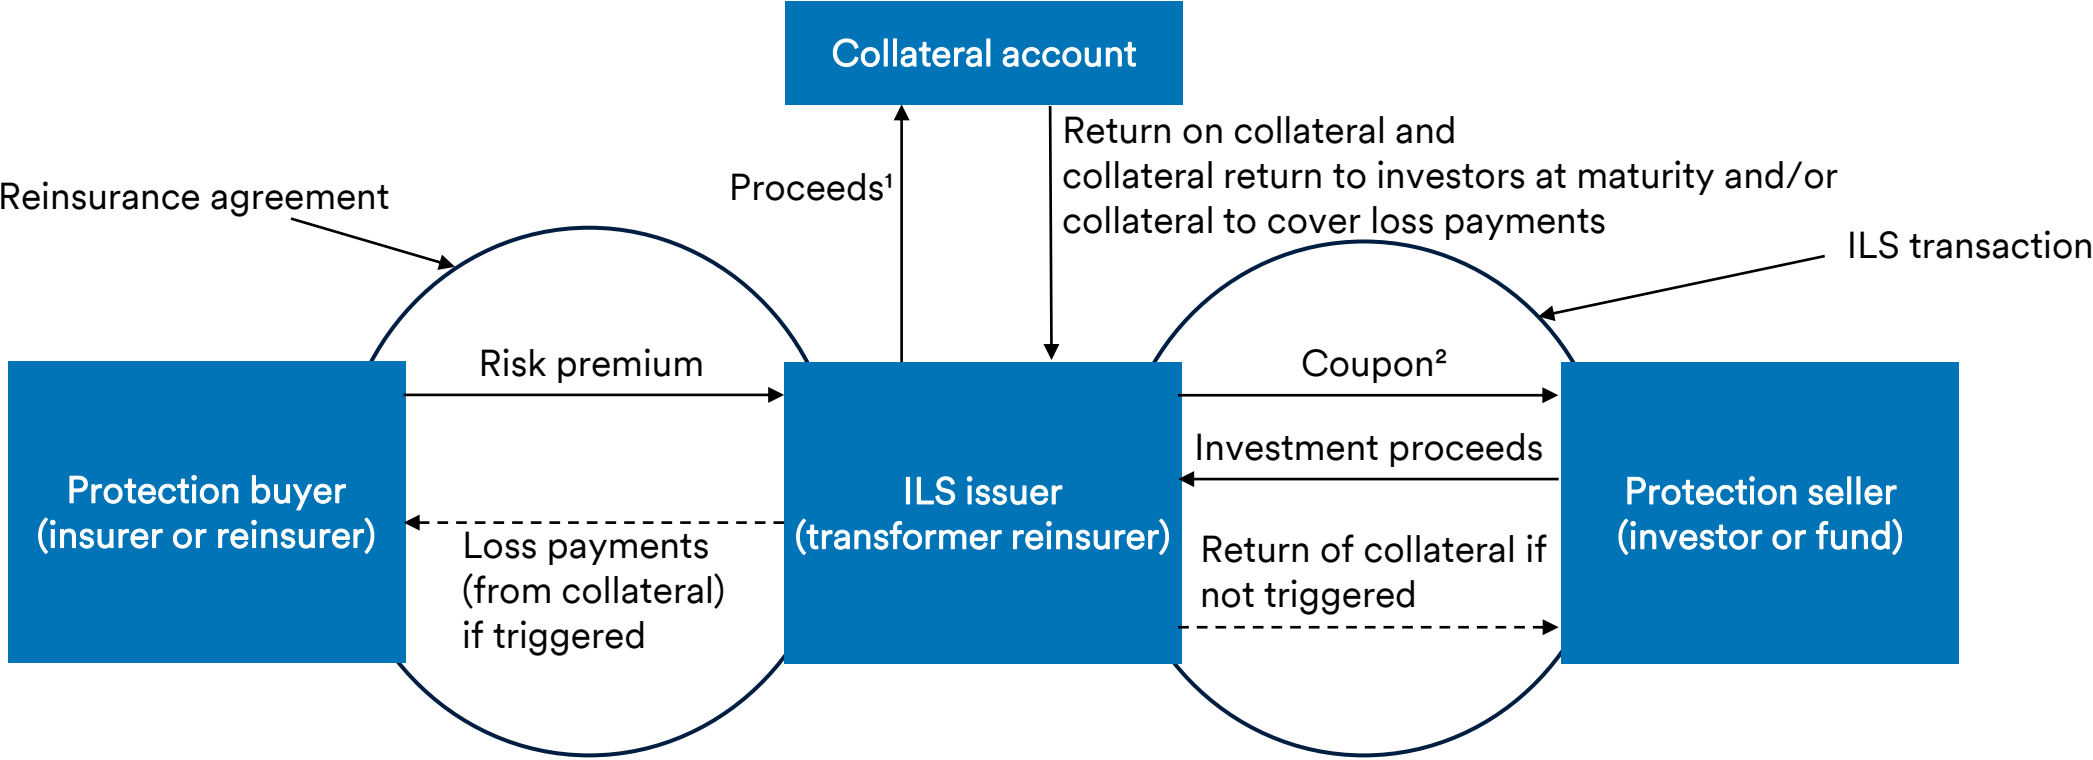 Collateral account
Return on collateral and
collateral return to investors at maturity and/or
collateral to cover loss payments
Proceeds¹
Reinsurance agreement
ILS transaction
Risk premium
Coupon²
Investment proceeds
Protection buyer
(insurer or reinsurer)
ILS issuer
(transformer reinsurer)
Protection seller
(investor or fund)
Loss payments
(from collateral)
if triggered
Return of collateral if
not triggered